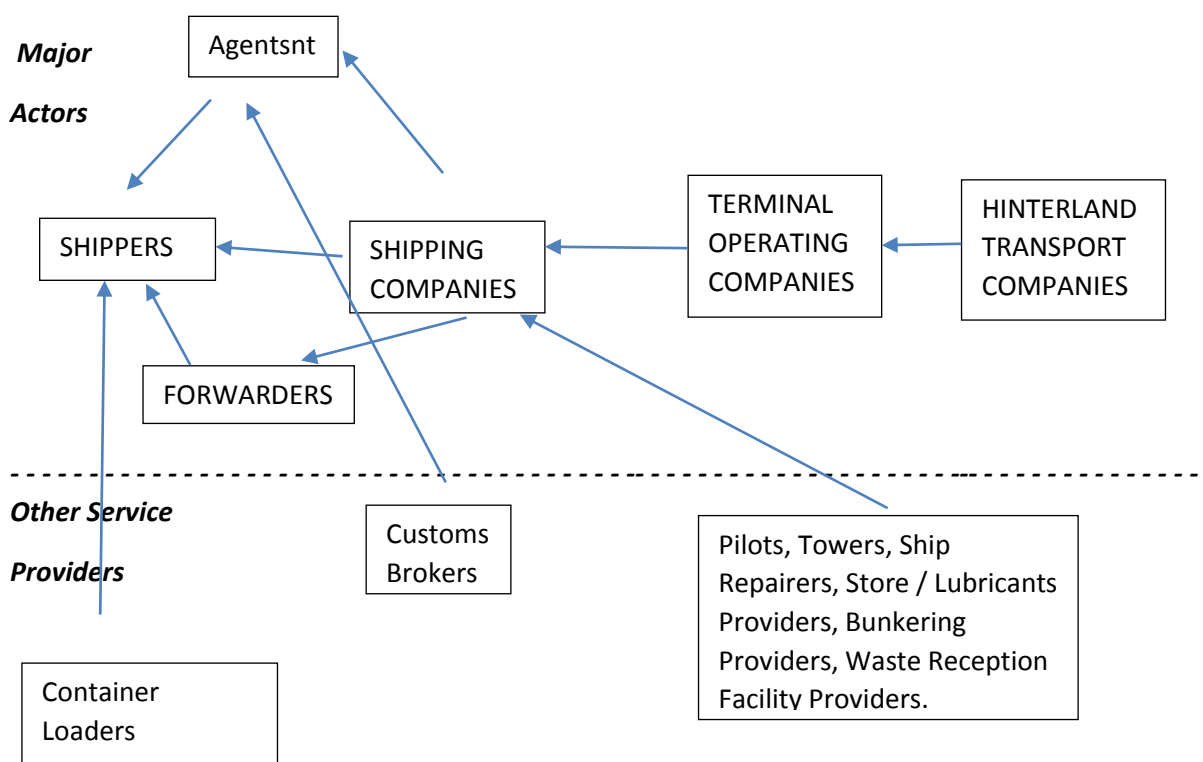 Major
Actors
Agentsnt
SHIPPERS
SHIPPING
COMPANIES
TERMINAL
OPERATING
COMPANIES
HINTERLAND
TRANSPORT
COMPANIES
FORWARDERS
Other Service
Providers
Customs
Brokers
Pilots, Towers, Ship
Repairers, Store / Lubricants
Providers, Bunkering
Providers, Waste Reception
Facility Providers.
Container
Loaders